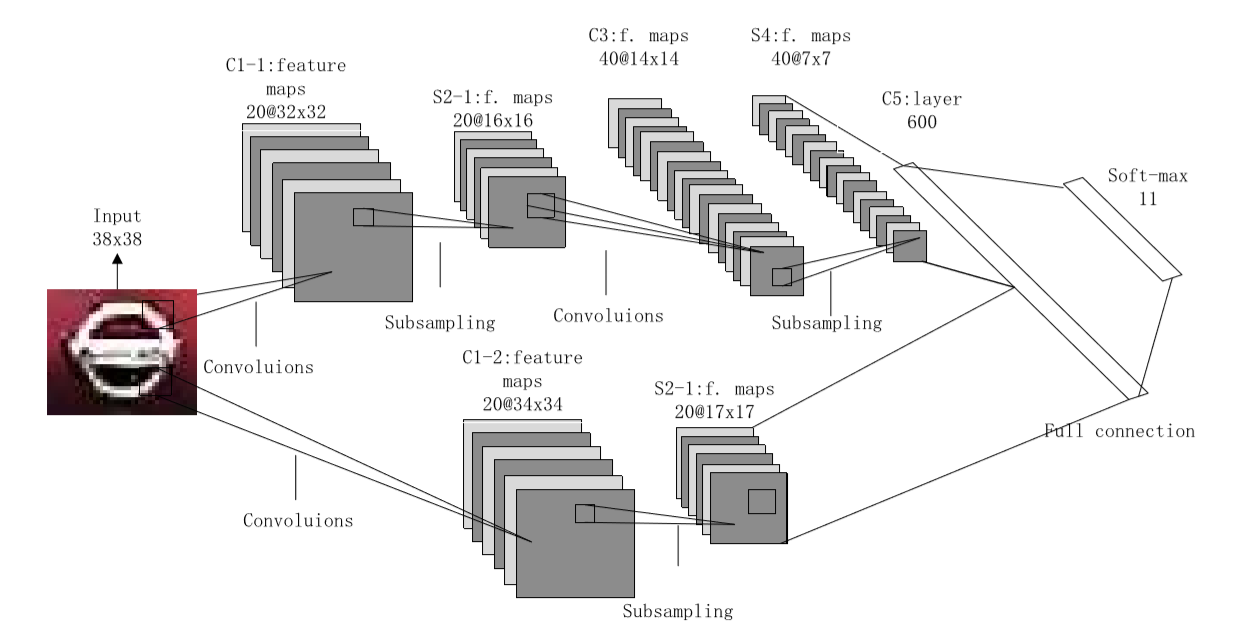 C3:f. maps
40@14x14
S4:f. maps
40@7x7
C1-1:feature
maps
20@32x32
S2-1:f. maps
20@16x16
C5:layer
600
Soft-max
11
Input
38x38
Subsampling
Convoluions
Subsampling
Convoluions
C1-2:feature
maps
20@34x34
S2-1:f. maps
20@17x17
Full connection
Convoluions
Subsampling